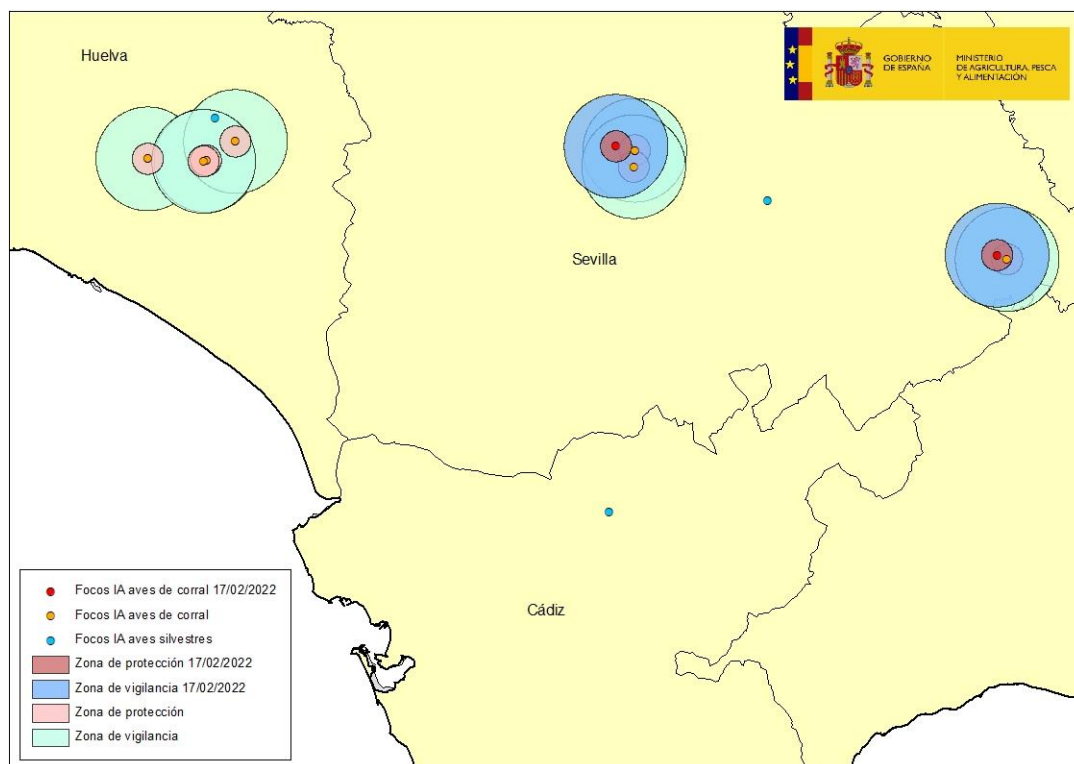 Huelva
GOBIERNO
DE ESPAÑA
MINISTERIO
DE AGRICULTURA, PESCA
Y ALIMENTACIÓN
Sevilla
Cádiz
Focos IA aves de corral 17/02/2022
Focos IA aves de corral
Focos IA aves silvestres
Zona de protección 17/02/2022
Zona de vigilancia 17/02/2022
Zona de protección
Zona de vigilancia